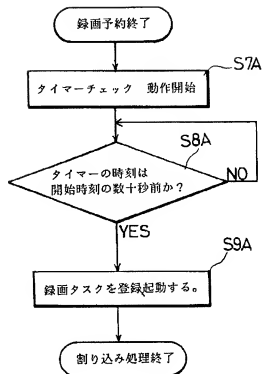 録画予約終了
S7A
タイマーチェック 動作開始
S8A
タイマーの時刻は
開始時刻の数十秒前か?
NO
YES
S9A
録画タスクを登録起動する。
割り込み処理終了